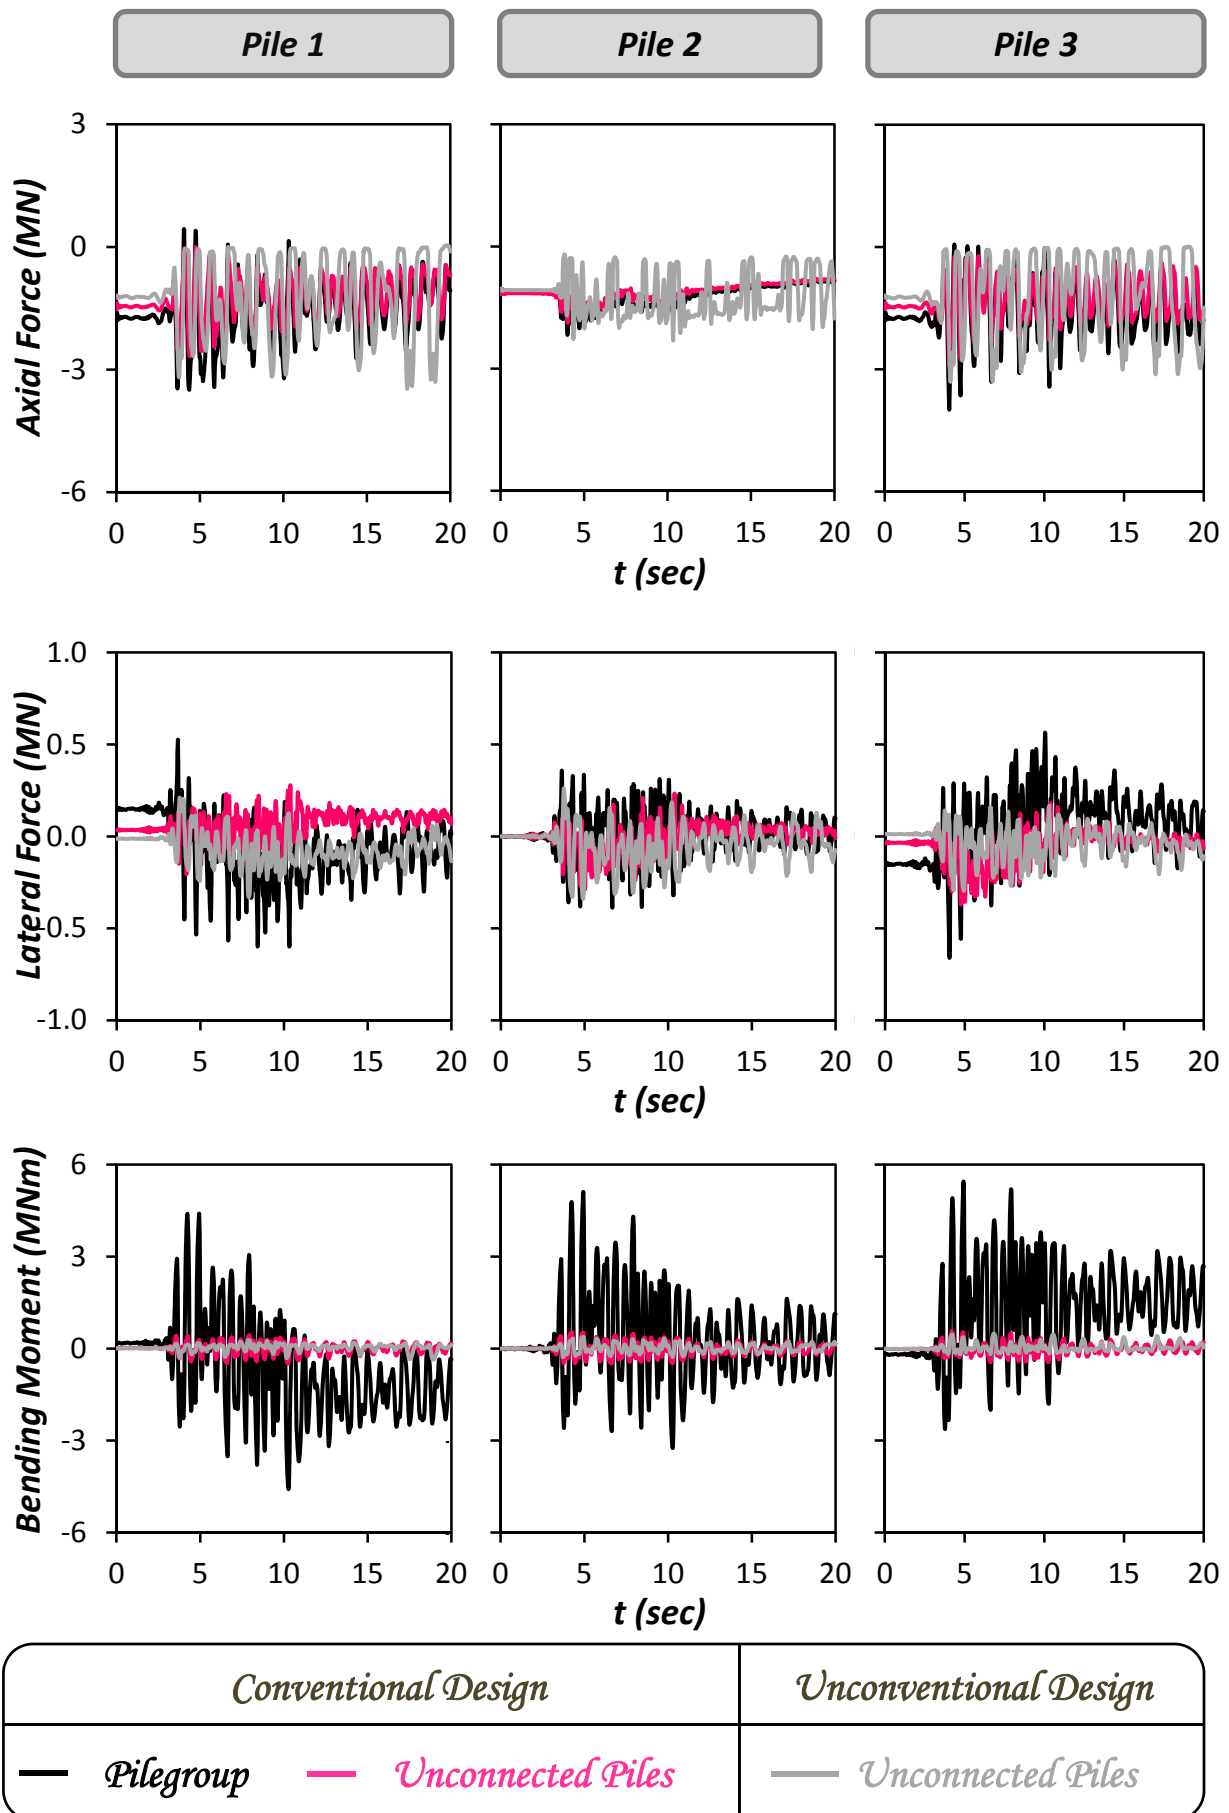 Pile 1 Pile 2 Pile 3
Axial Force (MN)
3
0
-3
-6
0 5 10 15 20 0 5 10 15 20 0 5 10 15 20
t (sec)
Lateral Force (MN)
1.0
0.5
0.0
-0.5
-1.0
0 5 10 15 20 0 5 10 15 20 0 5 10 15 20
t (sec)
Bending Moment (MNm)
6
3
0
-3
-6
0 5 10 15 20 0 5 10 15 20 0 5 10 15 20
t (sec)
Conventional Design Unconventional Design
Pilegroup Unconnected Piles Unconnected Piles